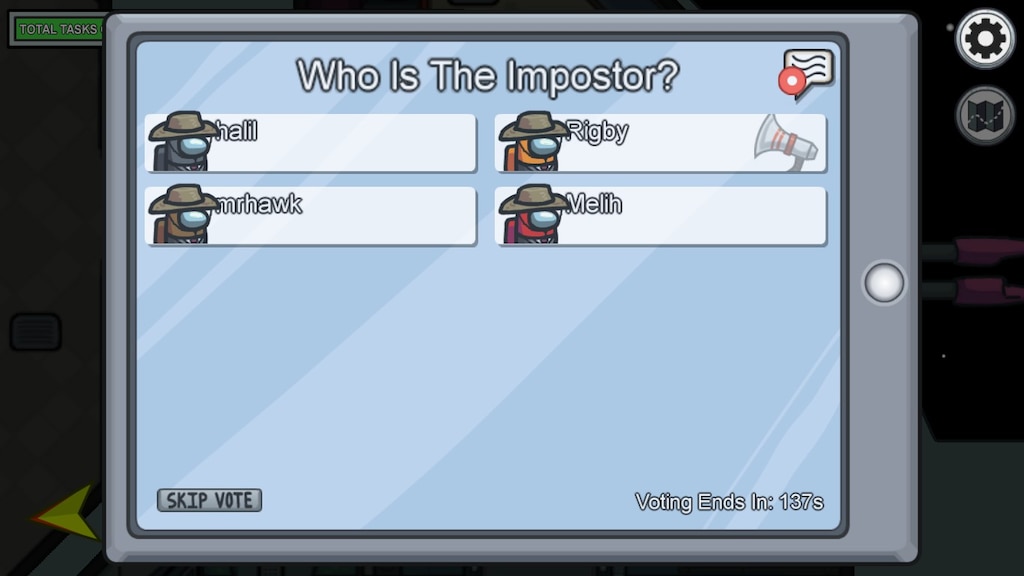 TOTAL TASKS
Who Is The Impostor?
halil
Rigby
mrhawk
Melih
SKIP VOTE
Voting Ends In: 137s